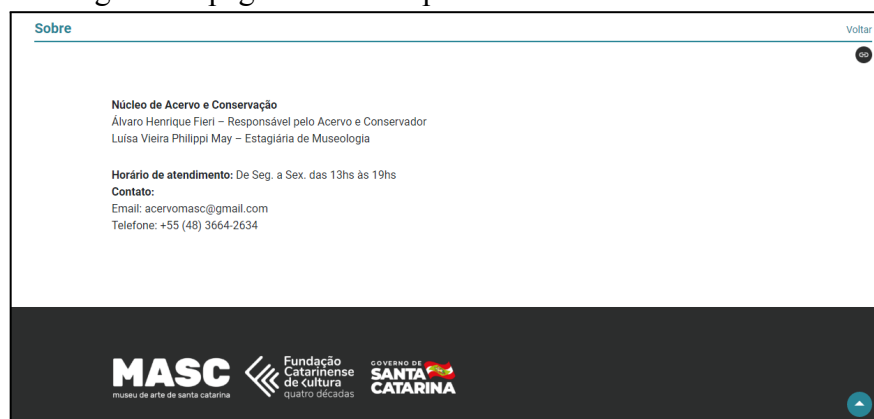 Sobre
Voltar
Núcleo de Acervo e Conservação
Álvaro Henrique Fieri – Responsável pelo Acervo e Conservador
Luísa Vieira Philippi May – Estagiária de Museologia
Horário de atendimento: De Seg. a Sex. das 13hs às 19hs
Contato:
Email: acervomasc@gmail.com
Telefone: +55 (48) 3664-2634
MASC
museu de arte de santa catarina
Fundação
Catarinense
de ‹ultura
quatro décadas
GOVERNO DE
SANTA
CATARINA